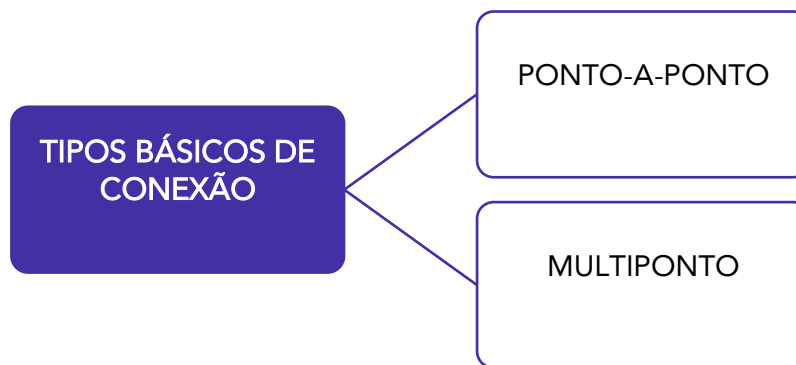 TIPOS BÁSICOS DE
CONEXÃO
PONTO-A-PONTO
MULTIPONTO